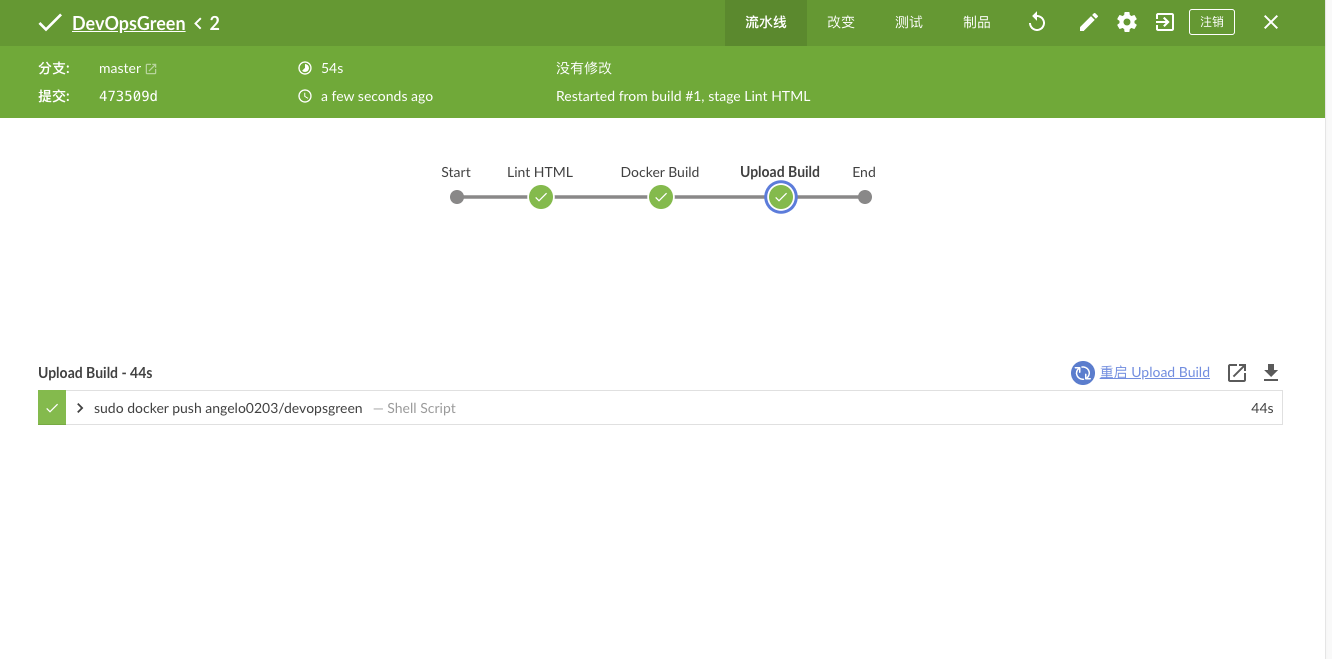 DevOpsGreen < 2
流水线 改变 测试 制品 注销
分支: master 54s 没有修改
提交: 473509d a few seconds ago Restarted from build #1, stage Lint HTML
Start Lint HTML Docker Build Upload Build End
Upload Build - 44s 重启 Upload Build
sudo docker push angelo0203/devopsgreen — Shell Script 44s